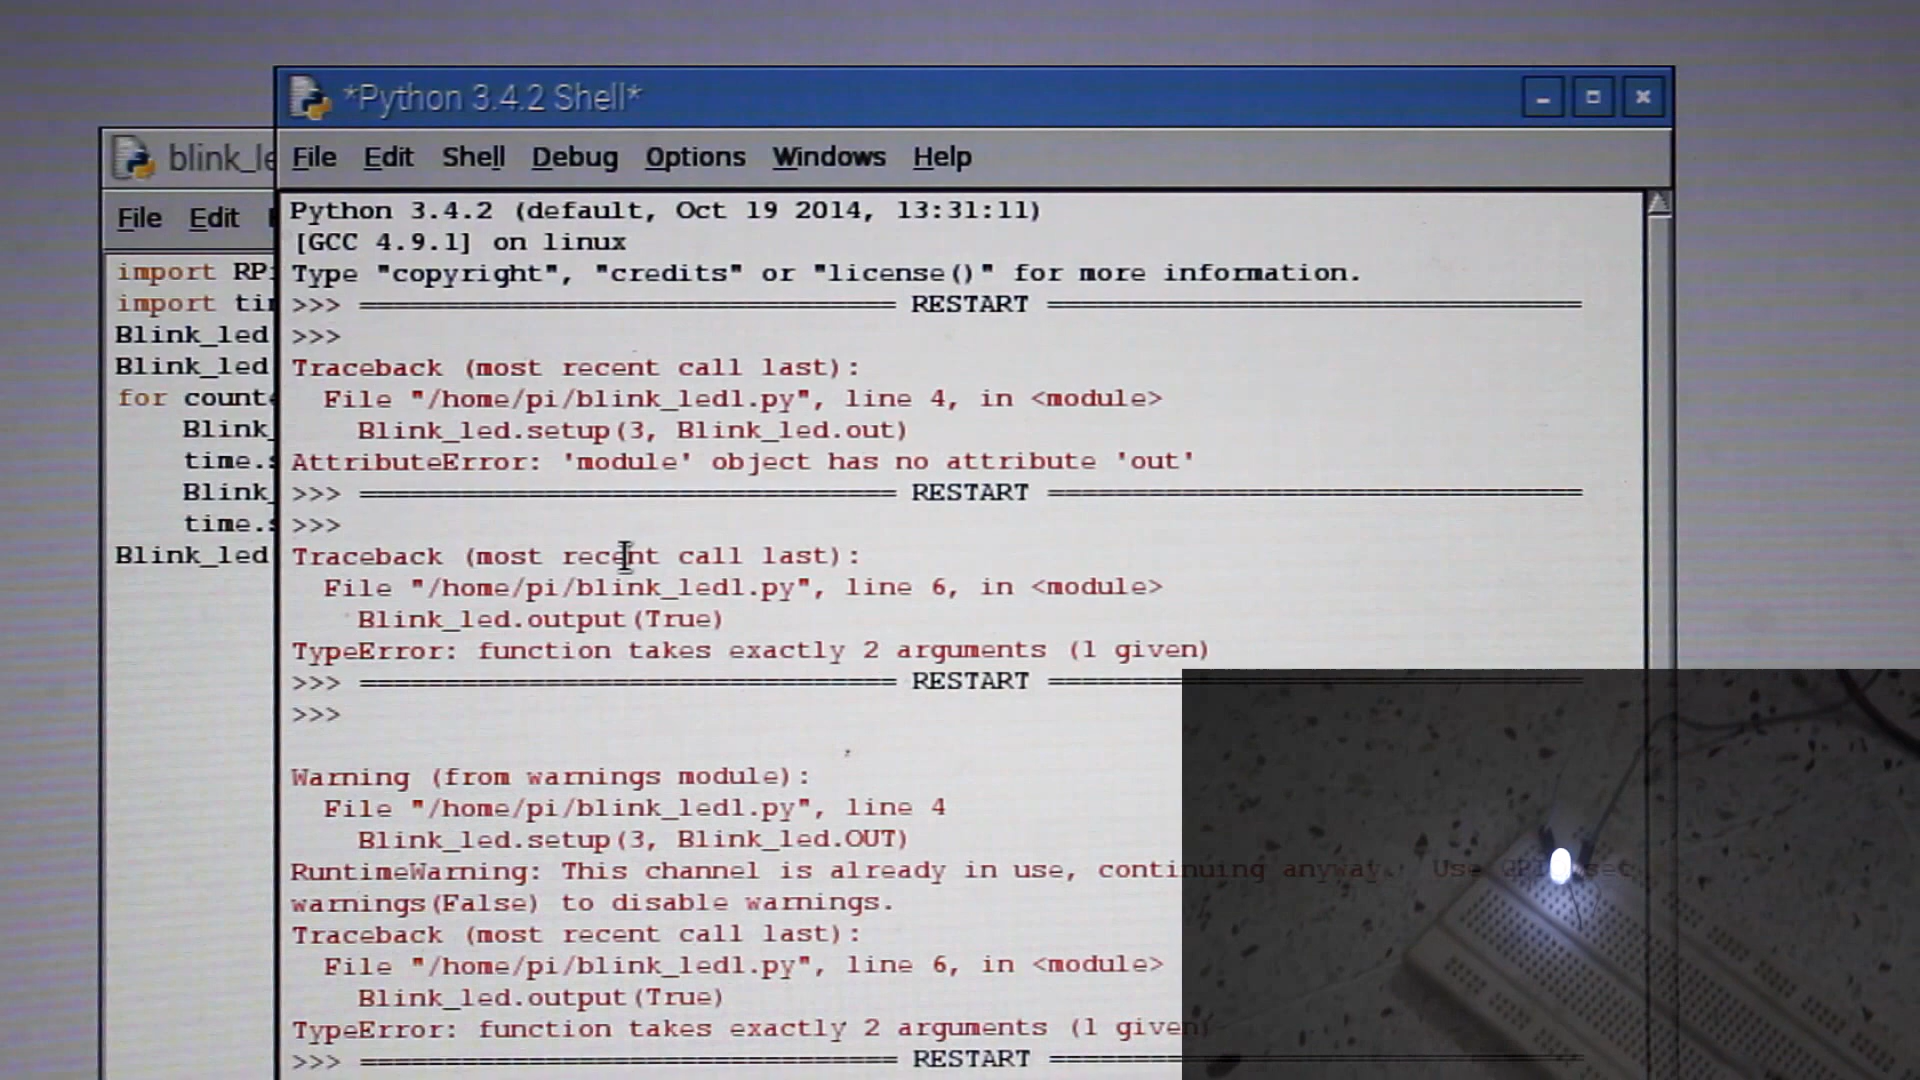 *Python 3.4.2 Shell*
File Edit Shell Debug Options Windows Help
Python 3.4.2 (default, Oct 19 2014, 13:31:11)
[GCC 4.9.1] on linux
Type "copyright", "credits" or "license()" for more information.
>>> ================================ RESTART ================================
>>>
Traceback (most recent call last):
File "/home/pi/blink_led1.py", line 4, in <module>
Blink_led.setup(3, Blink_led.out)
AttributeError: 'module' object has no attribute 'out'
>>> ================================ RESTART ================================
>>>
Traceback (most recent call last):
File "/home/pi/blink_led1.py", line 6, in <module>
Blink_led.output(True)
TypeError: function takes exactly 2 arguments (1 given)
>>> ================================ RESTART ================================
>>>
Warning (from warnings module):
File "/home/pi/blink_led1.py", line 4
Blink_led.setup(3, Blink_led.OUT)
RuntimeWarning: This channel is already in use, continuing anyway. Use
warnings(False) to disable warnings.
Traceback (most recent call last):
File "/home/pi/blink_led1.py", line 6, in <module>
Blink_led.output(True)
TypeError: function takes exactly 2 arguments (1 given)
>>> ================================ RESTART ================================
blink_le
File Edit
import RPi
import tim
Blink_led
Blink_led
for counte
Blink_
time.s
Blink_
time.s
Blink_led